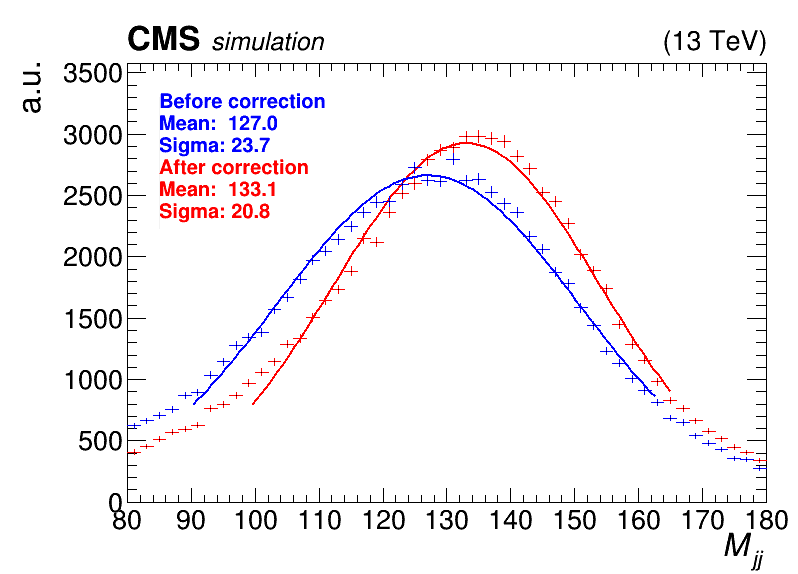 CMS simulation (13 TeV)
a.u.
3500
3000
2500
2000
1500
1000
500
0
Before correction
Mean: 127.0
Sigma: 23.7
After correction
Mean: 133.1
Sigma: 20.8
80 90 100 110 120 130 140 150 160 170 180
M_jj